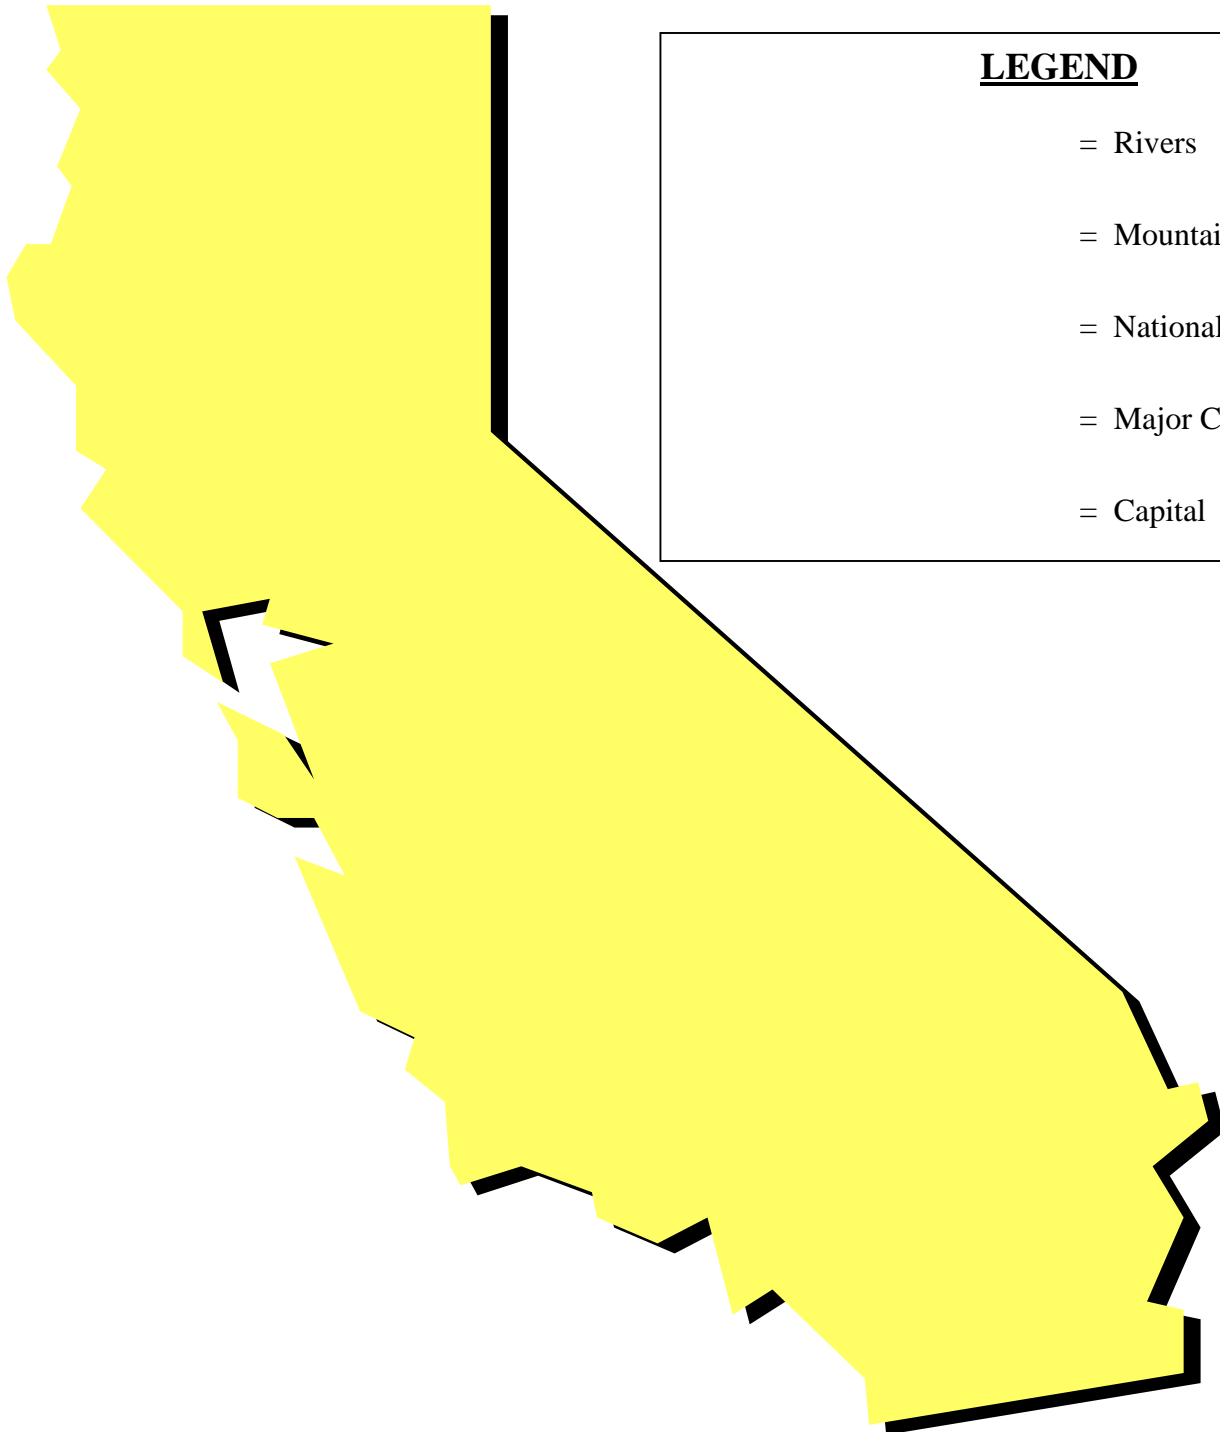 LEGEND
= Rivers
= Mountai
= National
= Major C
= Capital